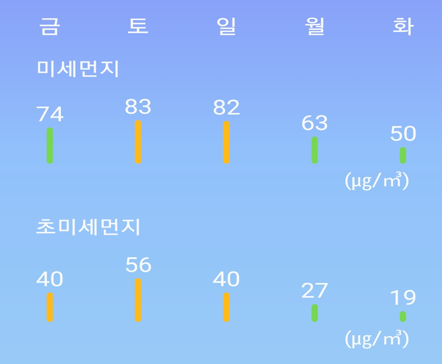 금 토 일 월 화
미세먼지
74 83 82 63 50
(µg/㎥)
초미세먼지
40 56 40 27 19
(µg/㎥)